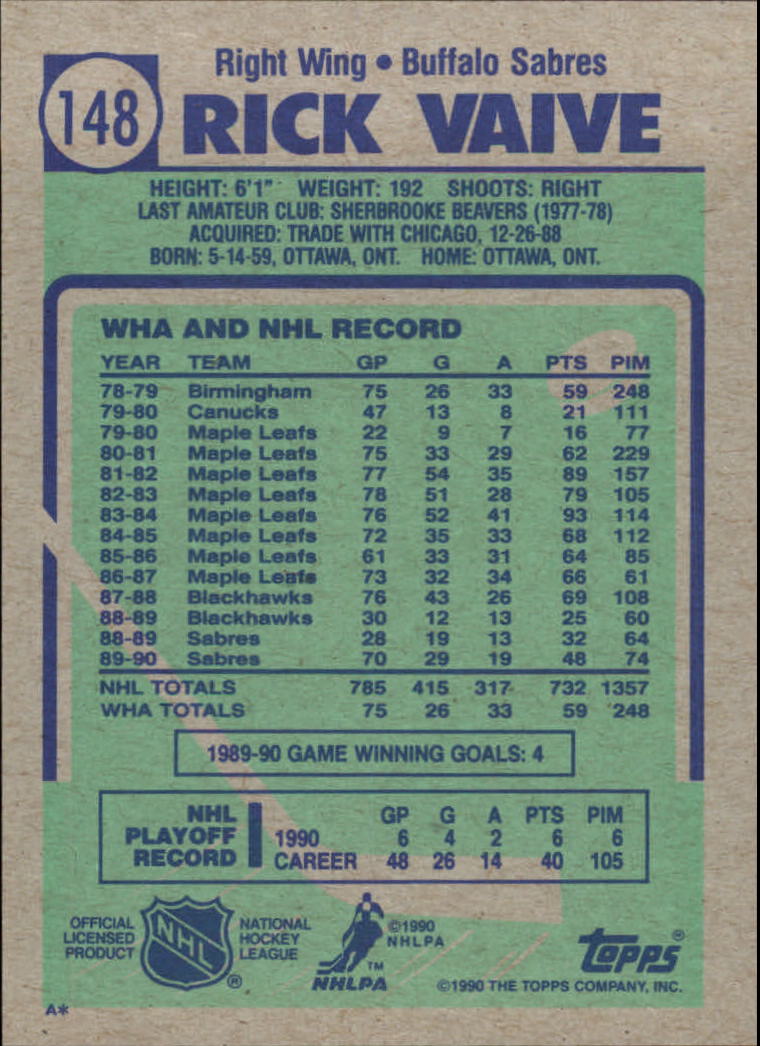 148
Right Wing • Buffalo Sabres
RICK VAIVE
HEIGHT: 6'1" WEIGHT: 192 SHOOTS: RIGHT
LAST AMATEUR CLUB: SHERBROOKE BEAVERS (1977-78)
ACQUIRED: TRADE WITH CHICAGO, 12-26-88
BORN: 5-14-59, OTTAWA, ONT. HOME: OTTAWA, ONT.
WHA AND NHL RECORD
YEAR TEAM GP G A PTS PIM
78-79 Birmingham 75 26 33 59 248
79-80 Canucks 47 13 8 21 111
79-80 Maple Leafs 22 9 7 16 77
80-81 Maple Leafs 75 33 29 62 229
81-82 Maple Leafs 77 54 35 89 157
82-83 Maple Leafs 78 51 28 79 105
83-84 Maple Leafs 76 52 41 93 114
84-85 Maple Leafs 72 35 33 68 112
85-86 Maple Leafs 61 33 31 64 85
86-87 Maple Leafs 73 32 34 66 61
87-88 Blackhawks 76 43 26 69 108
88-89 Blackhawks 30 12 13 25 60
88-89 Sabres 28 19 13 32 64
89-90 Sabres 70 29 19 48 74
NHL TOTALS 785 415 317 732 1357
WHA TOTALS 75 26 33 59 248
1989-90 GAME WINNING GOALS: 4
NHL PLAYOFF RECORD
GP G A PTS PIM
1990 6 4 2 6 6
CAREER 48 26 14 40 105
OFFICIAL
LICENSED
PRODUCT
NHL
®
NATIONAL
HOCKEY
LEAGUE
TM
NHLPA
©1990
NHLPA
Topps®
©1990 THE TOPPS COMPANY, INC.
A*